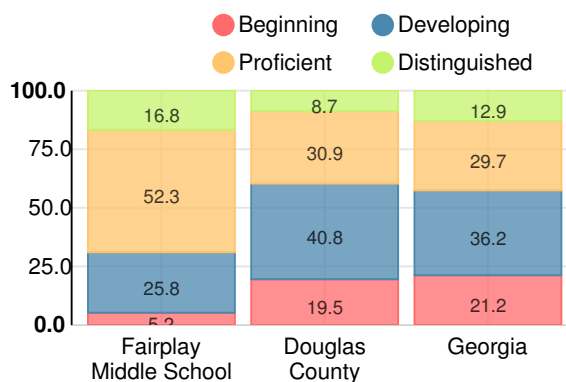 Beginning Developing
Proficient Distinguished
100.0
75.0
50.0
25.0
0.0
16.8
52.3
25.8
5.2
8.7
30.9
40.8
19.5
12.9
29.7
36.2
21.2
Fairplay
Middle School
Douglas
County
Georgia